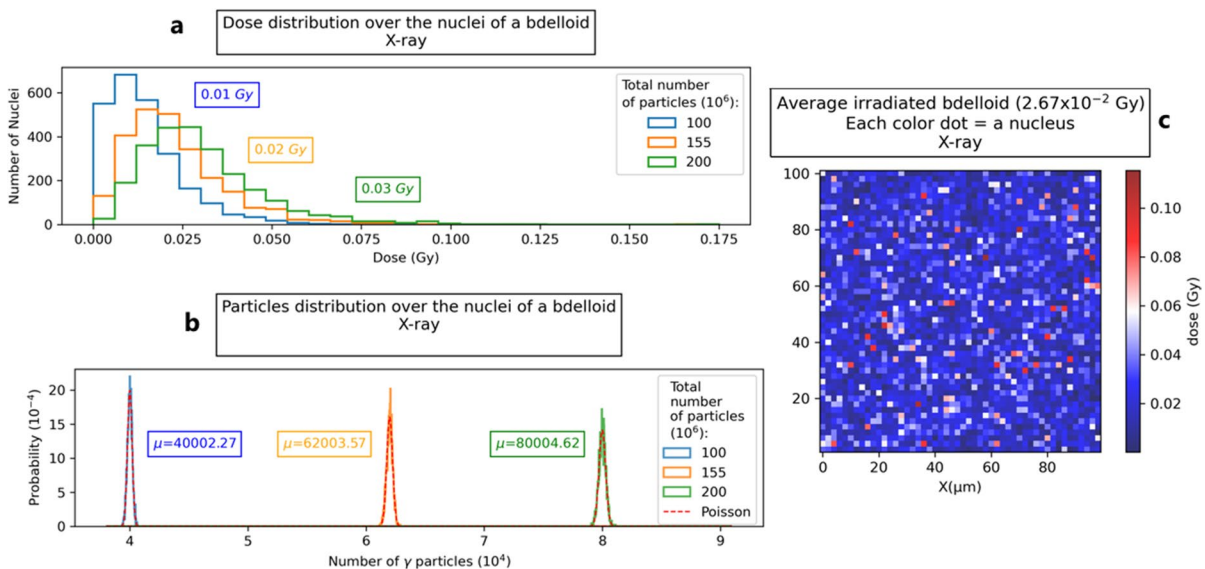 a
Dose distribution over the nuclei of a bdelloid
X-ray
Number of Nuclei
600
400
200
0
0.01 Gy
0.02 Gy
0.03 Gy
Total number
of particles (10⁶):
100
155
200
0.000 0.025 0.050 0.075 0.100 0.125 0.150 0.175
Dose (Gy)
b
Particles distribution over the nuclei of a bdelloid
X-ray
Probability (10⁻⁴)
20
15
10
5
0
μ=40002.27
μ=62003.57
μ=80004.62
Total
number
of particles
(10⁶):
100
155
200
Poisson
4 5 6 7 8 9
Number of γ particles (10⁴)
Average irradiated bdelloid (2.67x10⁻² Gy)
Each color dot = a nucleus
X-ray
c
100
80
60
40
20
0 20 40 60 80
X(μm)
0.10
0.08
0.06
0.04
0.02
dose (Gy)